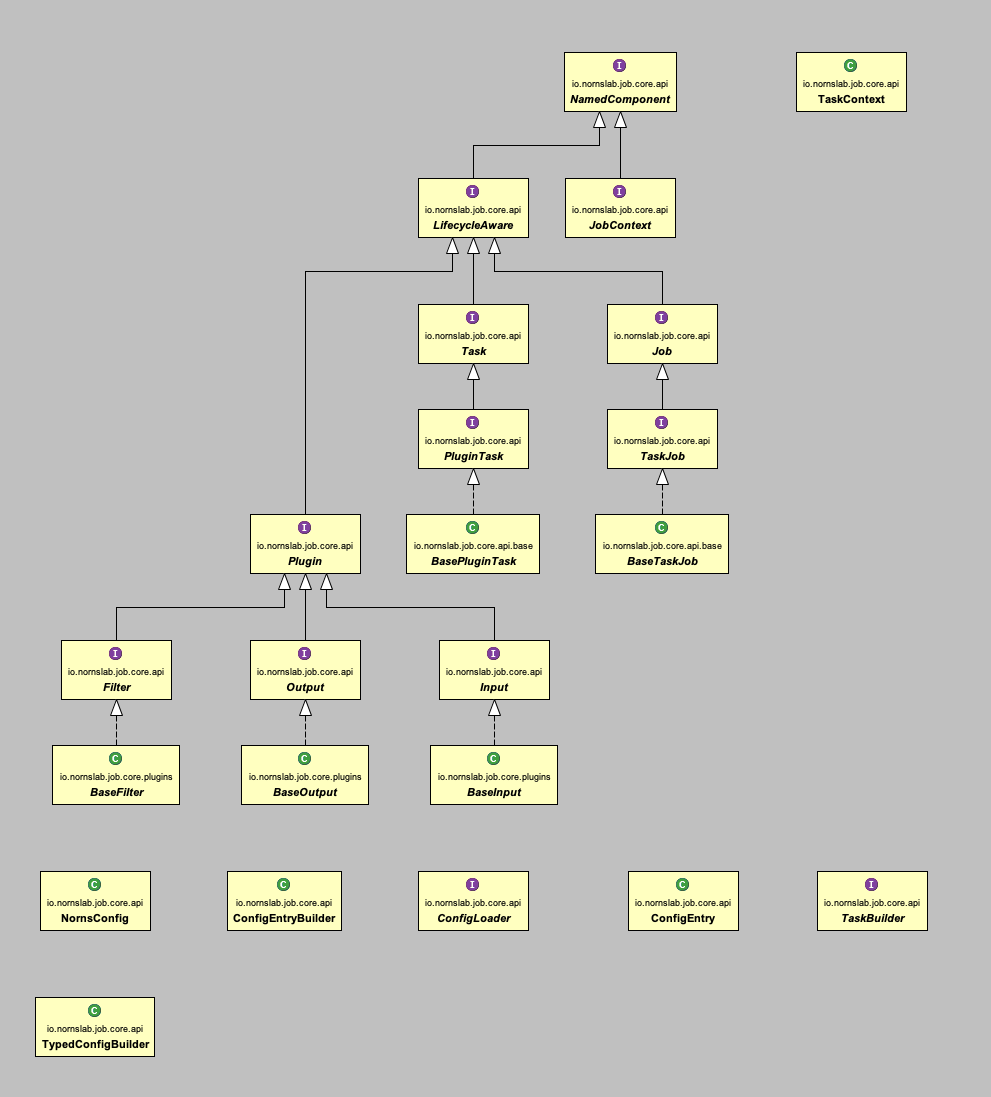 I
io.nornslab.job.core.api
NamedComponent
C
io.nornslab.job.core.api
TaskContext
I
io.nornslab.job.core.api
LifecycleAware
I
io.nornslab.job.core.api
JobContext
I
io.nornslab.job.core.api
Task
I
io.nornslab.job.core.api
Job
I
io.nornslab.job.core.api
PluginTask
I
io.nornslab.job.core.api
TaskJob
I
io.nornslab.job.core.api
Plugin
C
io.nornslab.job.core.api.base
BasePluginTask
C
io.nornslab.job.core.api.base
BaseTaskJob
I
io.nornslab.job.core.api
Filter
I
io.nornslab.job.core.api
Output
I
io.nornslab.job.core.api
Input
C
io.nornslab.job.core.plugins
BaseFilter
C
io.nornslab.job.core.plugins
BaseOutput
C
io.nornslab.job.core.plugins
BaseInput
C
io.nornslab.job.core.api
NornsConfig
C
io.nornslab.job.core.api
ConfigEntryBuilder
I
io.nornslab.job.core.api
ConfigLoader
C
io.nornslab.job.core.api
ConfigEntry
I
io.nornslab.job.core.api
TaskBuilder
C
io.nornslab.job.core.api
TypedConfigBuilder